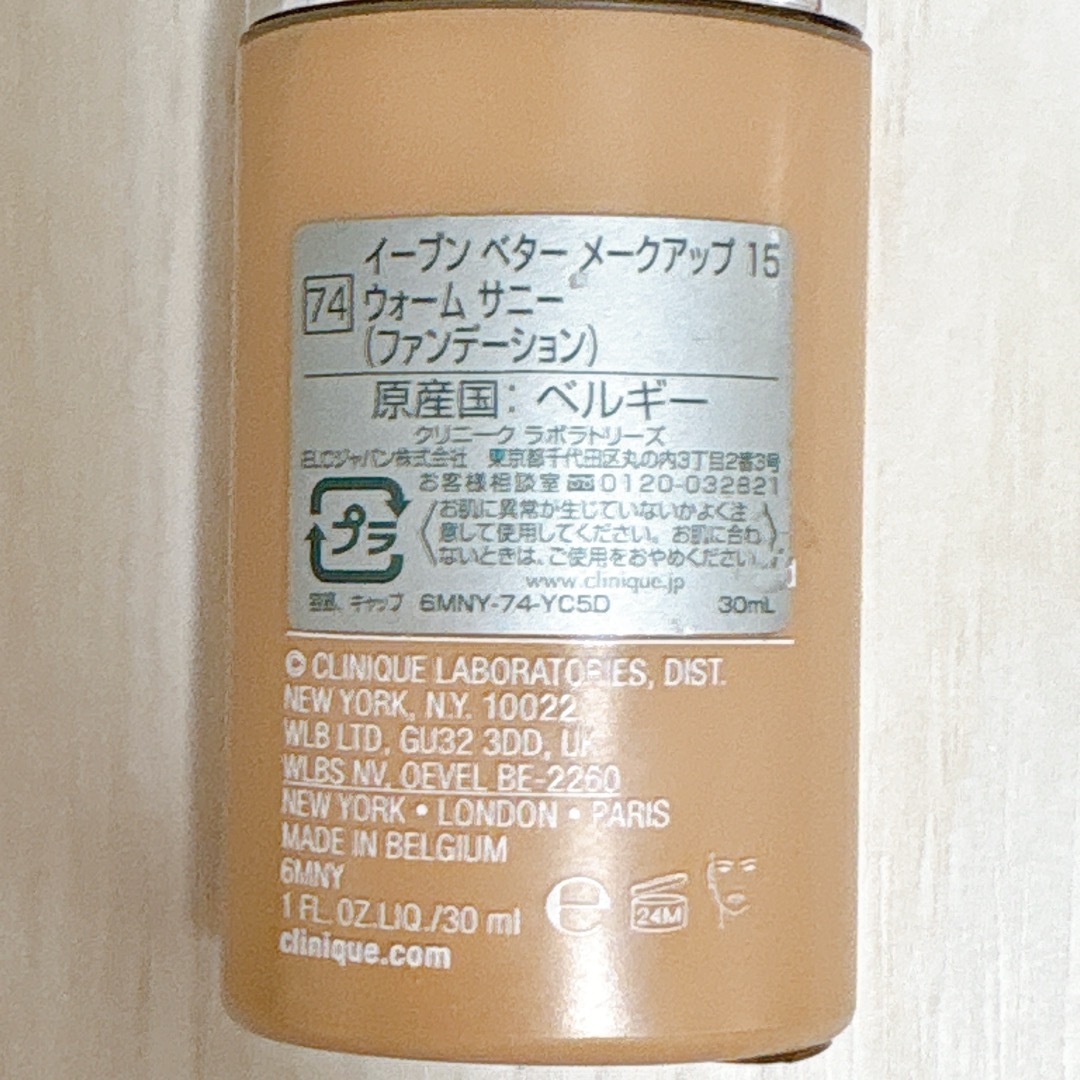 イーブン ベター メークアップ 15
74 ウォーム サニー
(ファンデーション)
原産国：ベルギー
クリニーク ラボラトリーズ
ELCジャパン株式会社 東京都千代田区丸の内3丁目2番3号
お客様相談室 0120-032821
お肌に異常が生じていないかよく注
意して使用してください。お肌に合わ
ないときは、ご使用をおやめください。
プラ
www.clinique.jp
容器、キャップ 6MNY-74-YC5D 30mL
© CLINIQUE LABORATORIES, DIST.
NEW YORK, N.Y. 10022
WLB LTD, GU32 3DD, UK
WLBS NV, OEVEL BE-2260
NEW YORK • LONDON • PARIS
MADE IN BELGIUM
6MNY
1 FL.OZ.LIQ./30 ml e 24M
clinique.com